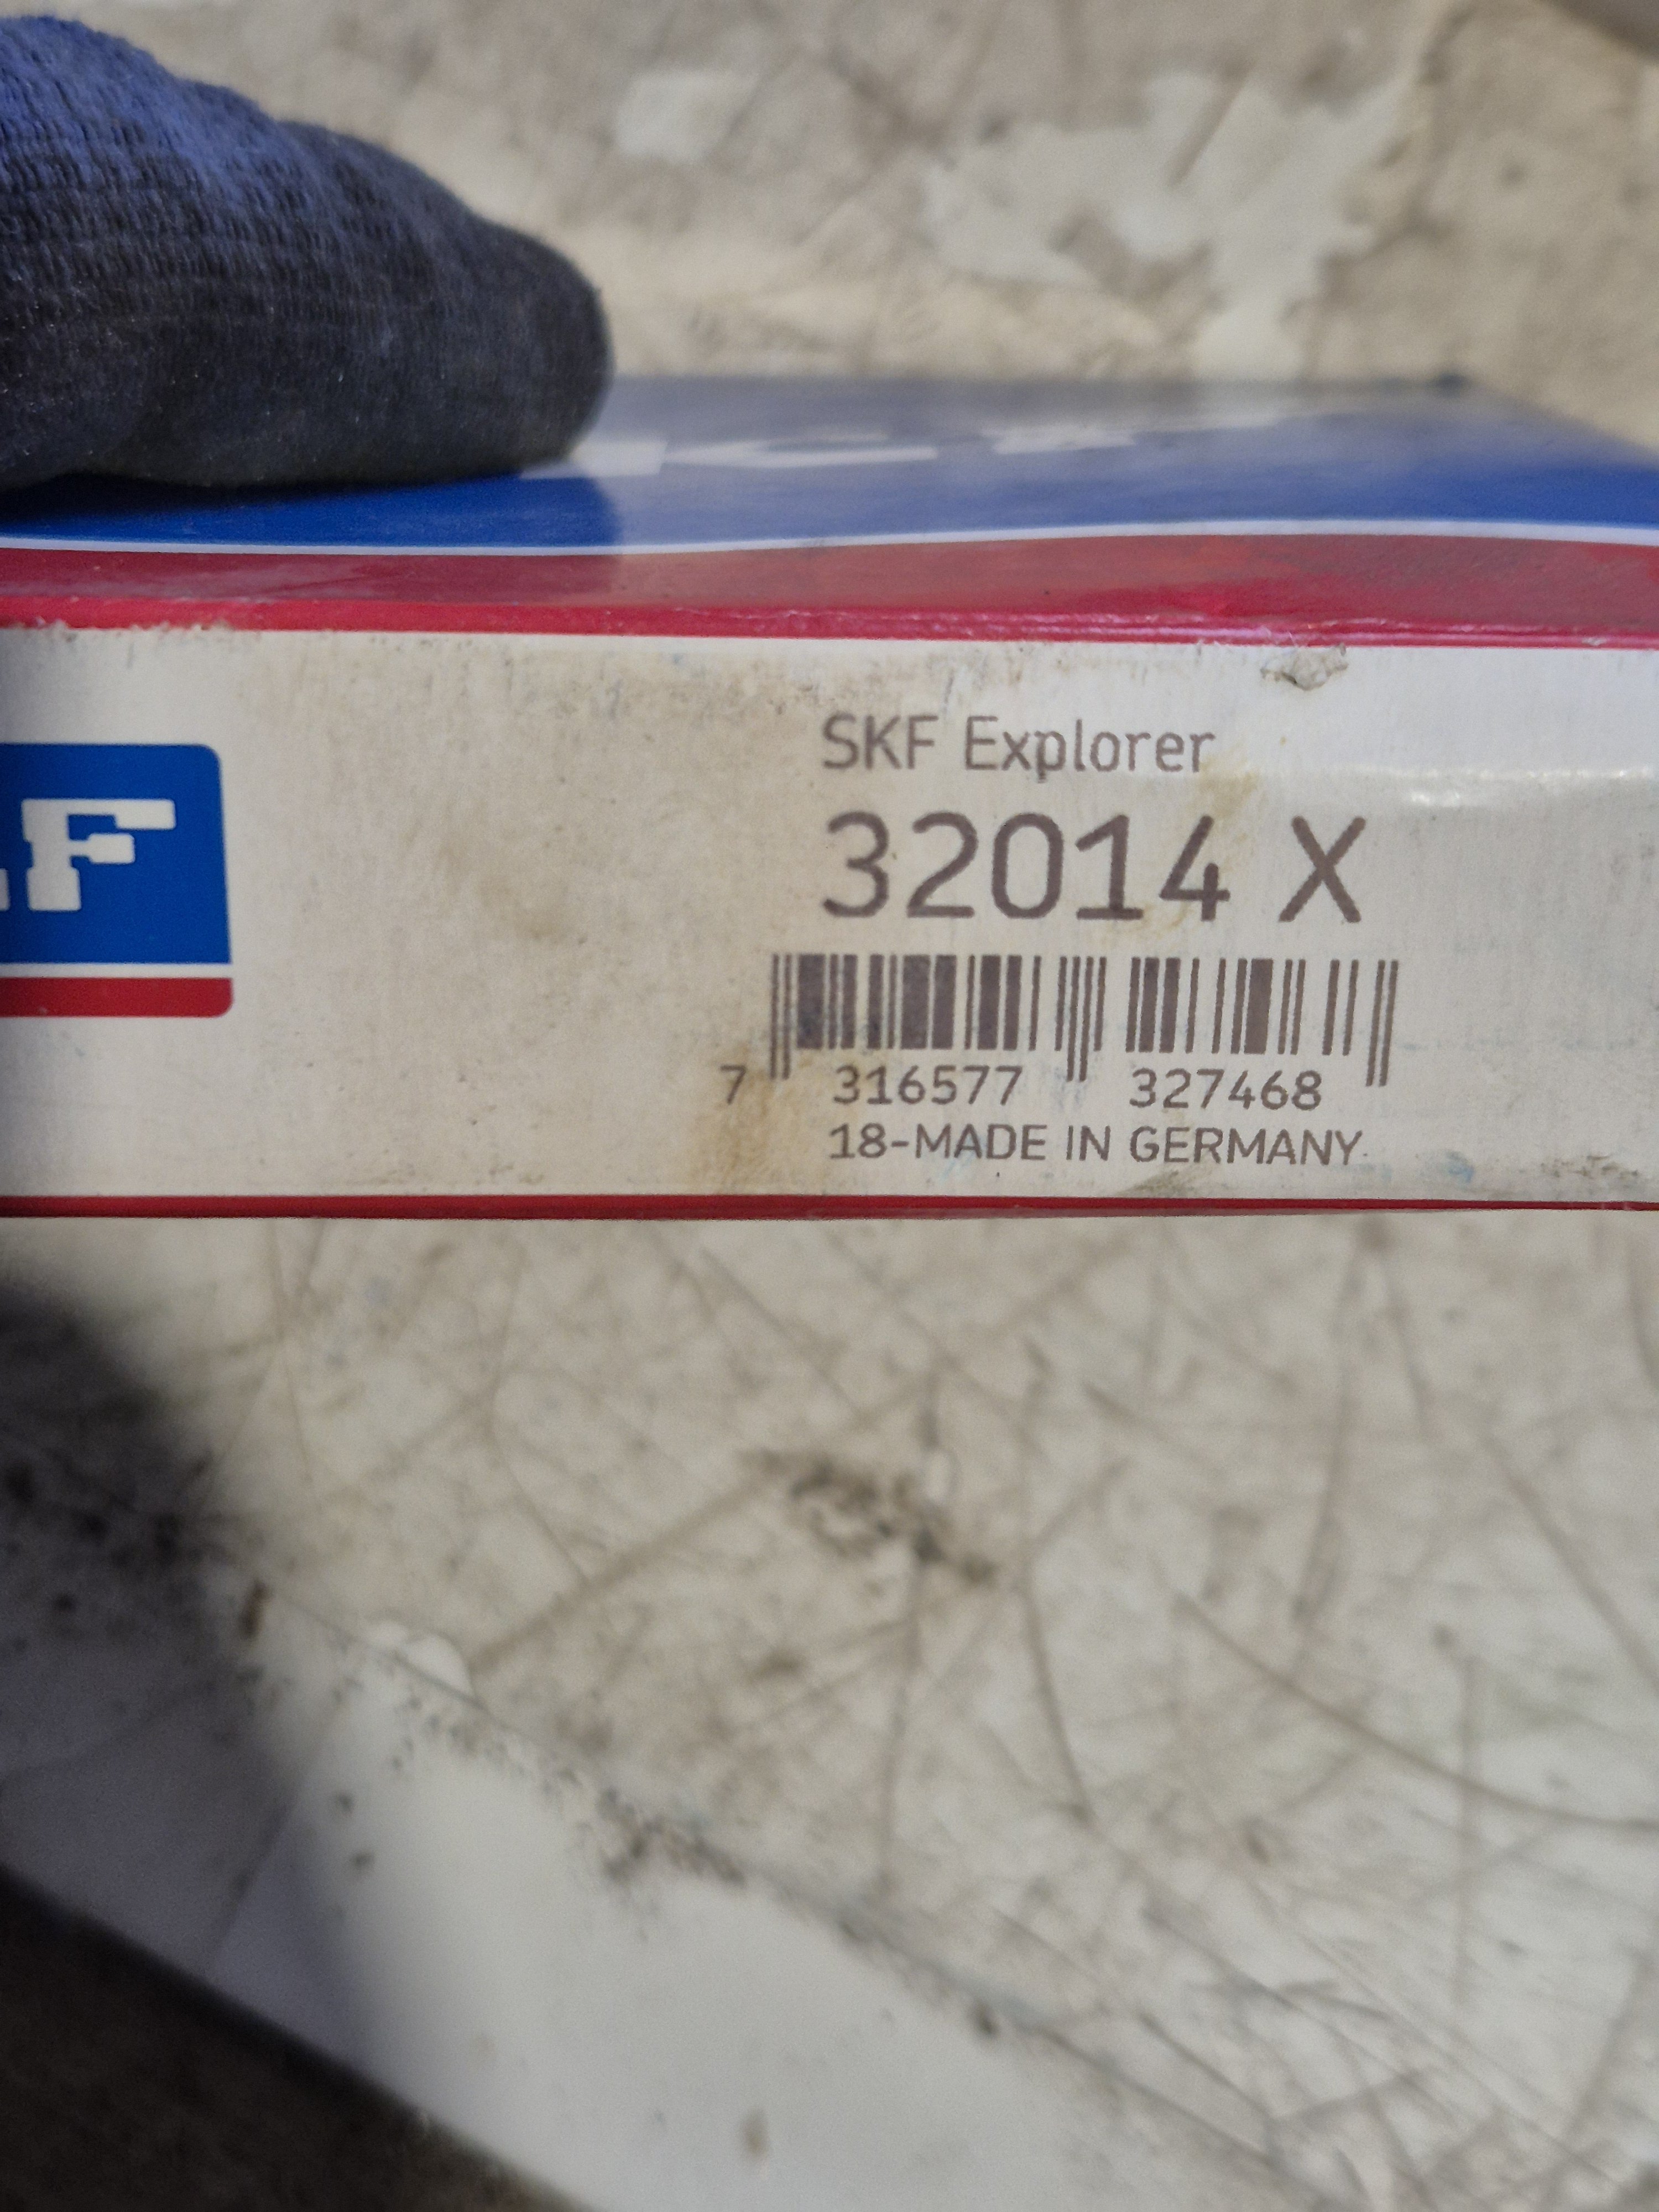 SKF Explorer
32014 X
7 316577 327468
18-MADE IN GERMANY